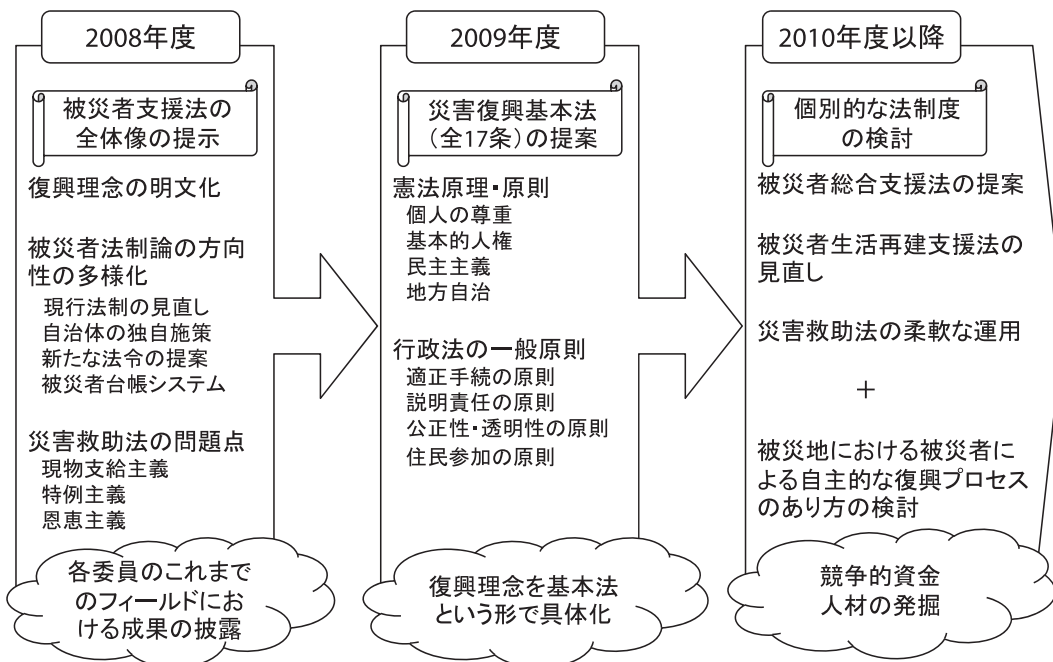 2008年度
被災者支援法の
全体像の提示
復興理念の明文化
被災者法制論の方向
性の多様化
現行法制の見直し
自治体の独自施策
新たな法令の提案
被災者台帳システム
災害救助法の問題点
現物支給主義
特例主義
恩恵主義
各委員のこれまで
のフィールドにお
ける成果の披露
2009年度
災害復興基本法
（全17条）の提案
憲法原理・原則
個人の尊重
基本的人権
民主主義
地方自治
行政法の一般原則
適正手続の原則
説明責任の原則
公正性・透明性の原則
住民参加の原則
復興理念を基本法
という形で具体化
2010年度以降
個別的な法制度
の検討
被災者総合支援法の提案
被災者生活再建支援法の
見直し
災害救助法の柔軟な運用
+
被災地における被災者に
よる自主的な復興プロセス
のあり方の検討
競争的資金
人材の発掘